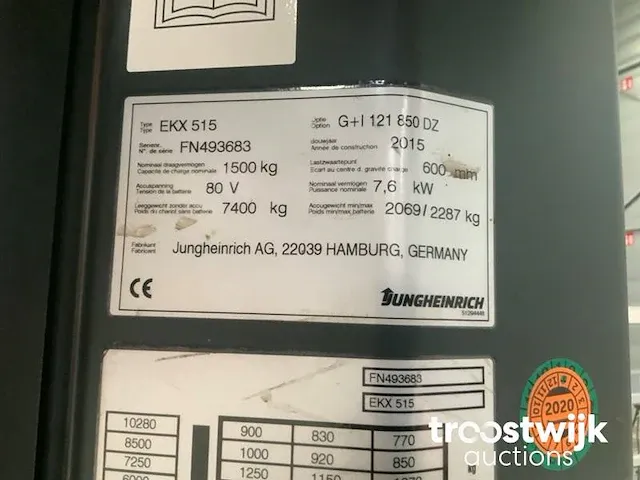 Type
Type EKX 515 Optie
Option G+I 121 850 DZ
Serienr.
N°. de série FN493683 bouwjaar
Année de construction 2015
Nominaal draagvermogen
Capacité de charge nominale 1500 kg Lastzwaartepunt
Ecart au centre d. gravité charge 600 mm
Accuspanning
Tension de la batterie 80 V Nominaal vermogen
Puissance nominale 7,6 kW
Leeggewicht zonder accu
Poids du chariot sans batterie 7400 kg Accugewicht min/max
Poids min/max batterie 2069/2287 kg
Fabrikant
Fabricant Jungheinrich AG, 22039 HAMBURG, GERMANY
CE
JUNGHEINRICH
FN493683
EKX 515
10280 900 830 770
8500 1000 920 850
7250 1250 1150
kg
2020
troostwijk
auctions